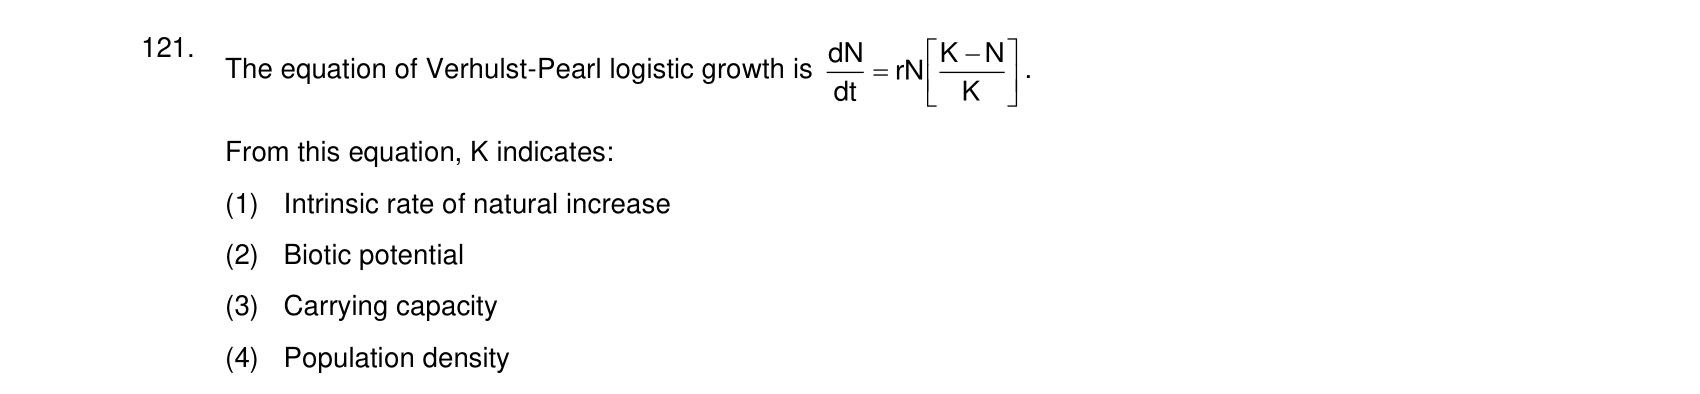 121.
The equation of Verhulst-Pearl logistic growth is dN/dt = rN[(K – N)/K].
From this equation, K indicates:
(1) Intrinsic rate of natural increase
(2) Biotic potential
(3) Carrying capacity
(4) Population density